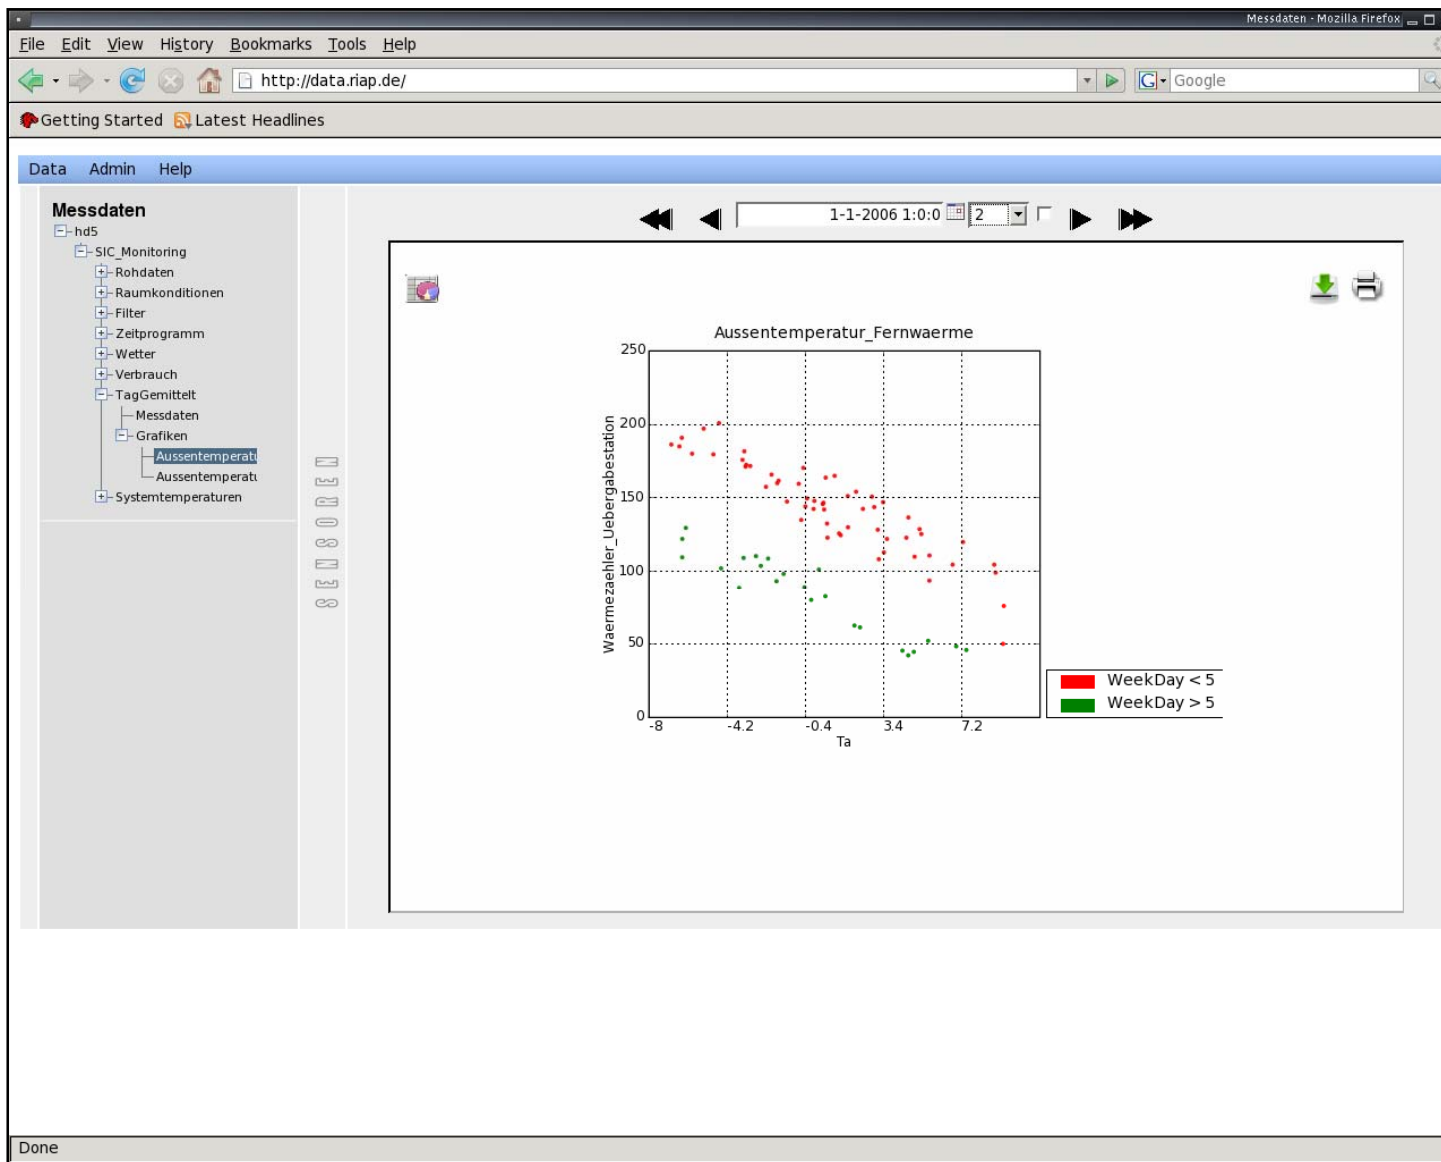 Messdaten - Mozilla Firefox
File Edit View History Bookmarks Tools Help
http://data.riap.de/
G Google
Getting Started Latest Headlines
Data Admin Help
Messdaten
hd5
SIC_Monitoring
Rohdaten
Raumkonditionen
Filter
Zeitprogramm
Wetter
Verbrauch
TagGemittelt
Messdaten
Grafiken
Aussentemperatu
Aussentemperatu
Systemtemperaturen
SENSOREN
1-1-2006 1:0:0 2
Aussentemperatur_Fernwaerme
Waermezaehler_Uebergabestation
250
200
150
100
50
0
-8 -4.2 -0.4 3.4 7.2
Ta
WeekDay < 5
WeekDay > 5
Done